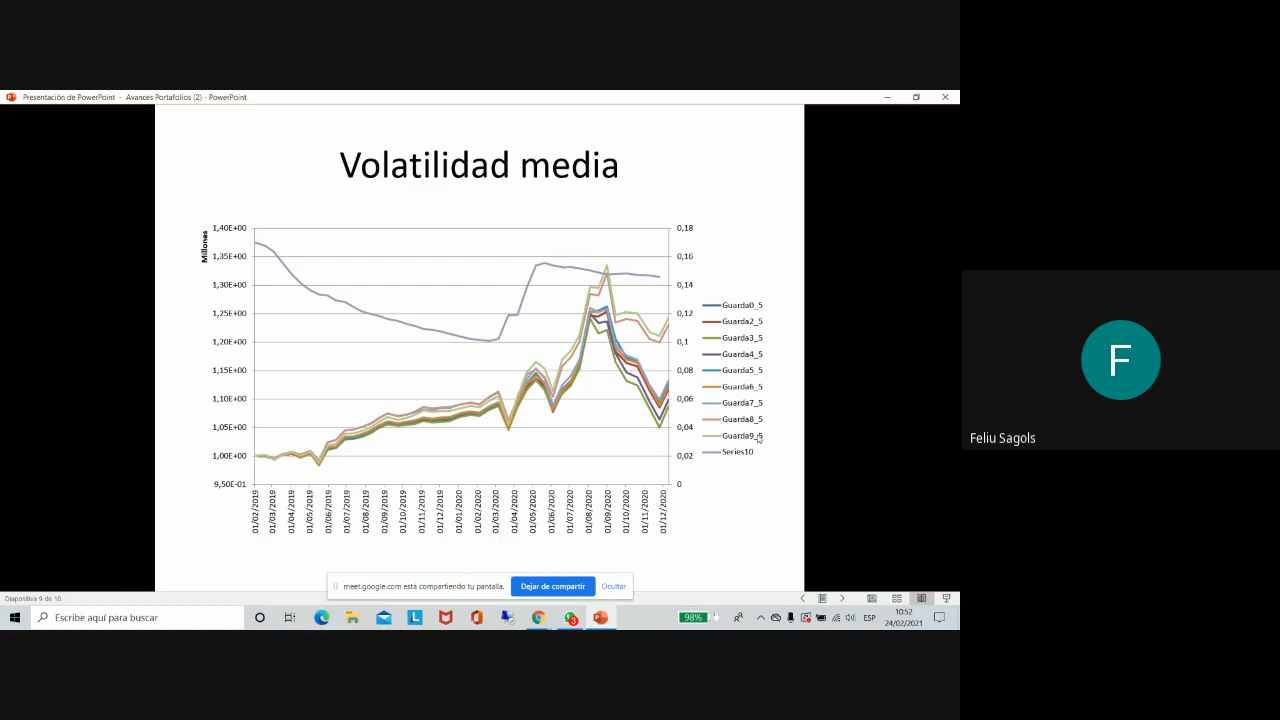 Presentación de PowerPoint - Avances Portafolios (2) - PowerPoint
Volatilidad media
Millones
1,40E+00
1,35E+00
1,30E+00
1,25E+00
1,20E+00
1,15E+00
1,10E+00
1,05E+00
1,00E+00
9,50E-01
0,18
0,16
0,14
0,12
0,1
0,08
0,06
0,04
0,02
0
01/02/2019
01/03/2019
01/04/2019
01/05/2019
01/06/2019
01/07/2019
01/08/2019
01/09/2019
01/10/2019
01/11/2019
01/12/2019
01/01/2020
01/02/2020
01/03/2020
01/04/2020
01/05/2020
01/06/2020
01/07/2020
01/08/2020
01/09/2020
01/10/2020
01/11/2020
01/12/2020
Guarda0_5
Guarda2_5
Guarda3_5
Guarda4_5
Guarda5_5
Guarda6_5
Guarda7_5
Guarda8_5
Guarda9_5
Series10
F
Feliu Sagols
meet.google.com está compartiendo tu pantalla.
Dejar de compartir
Ocultar
Diapositiva 9 de 10
Escribe aquí para buscar
L
3
98%
ESP
10:52
24/02/2021